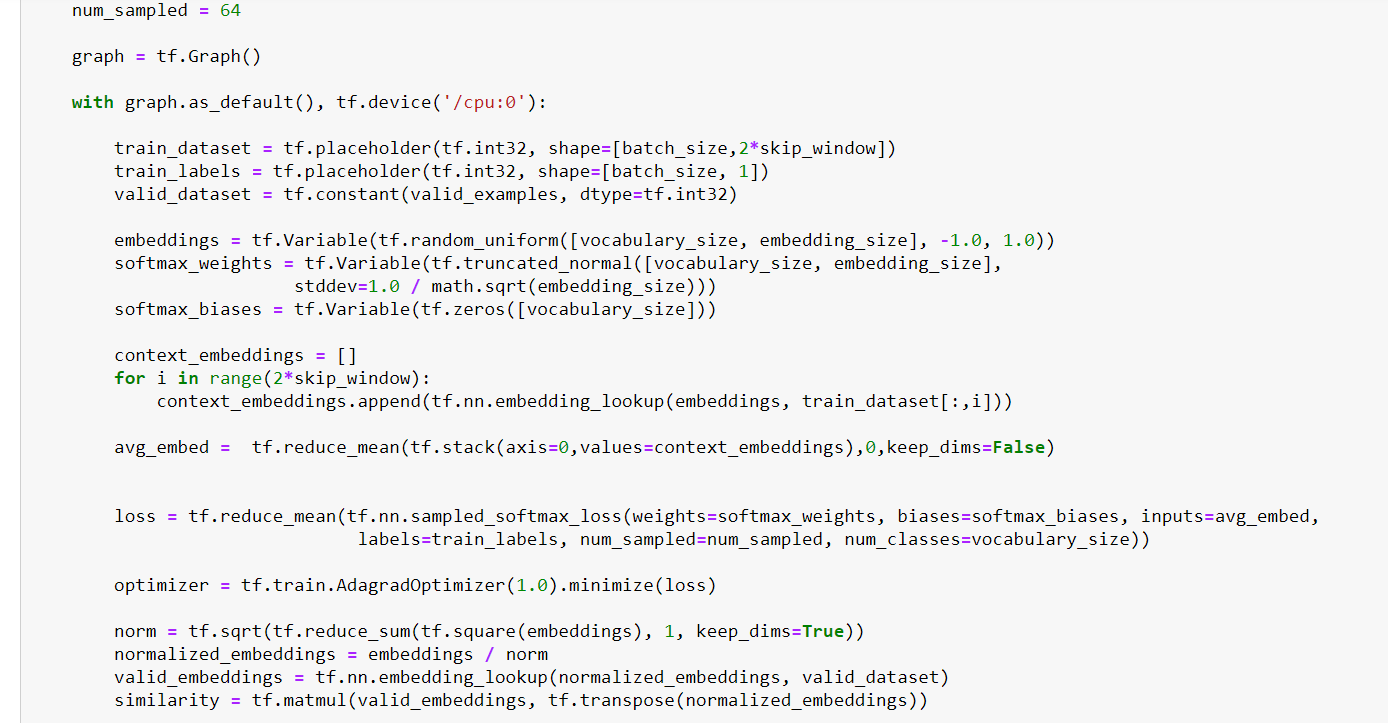 num_sampled = 64
graph = tf.Graph()
with graph.as_default(), tf.device('/cpu:0'):
train_dataset = tf.placeholder(tf.int32, shape=[batch_size,2*skip_window])
train_labels = tf.placeholder(tf.int32, shape=[batch_size, 1])
valid_dataset = tf.constant(valid_examples, dtype=tf.int32)
embeddings = tf.Variable(tf.random_uniform([vocabulary_size, embedding_size], -1.0, 1.0))
softmax_weights = tf.Variable(tf.truncated_normal([vocabulary_size, embedding_size],
stddev=1.0 / math.sqrt(embedding_size)))
softmax_biases = tf.Variable(tf.zeros([vocabulary_size]))
context_embeddings = []
for i in range(2*skip_window):
context_embeddings.append(tf.nn.embedding_lookup(embeddings, train_dataset[:,i]))
avg_embed =  tf.reduce_mean(tf.stack(axis=0,values=context_embeddings),0,keep_dims=False)
loss = tf.reduce_mean(tf.nn.sampled_softmax_loss(weights=softmax_weights, biases=softmax_biases, inputs=avg_embed,
labels=train_labels, num_sampled=num_sampled, num_classes=vocabulary_size))
optimizer = tf.train.AdagradOptimizer(1.0).minimize(loss)
norm = tf.sqrt(tf.reduce_sum(tf.square(embeddings), 1, keep_dims=True))
normalized_embeddings = embeddings / norm
valid_embeddings = tf.nn.embedding_lookup(normalized_embeddings, valid_dataset)
similarity = tf.matmul(valid_embeddings, tf.transpose(normalized_embeddings))